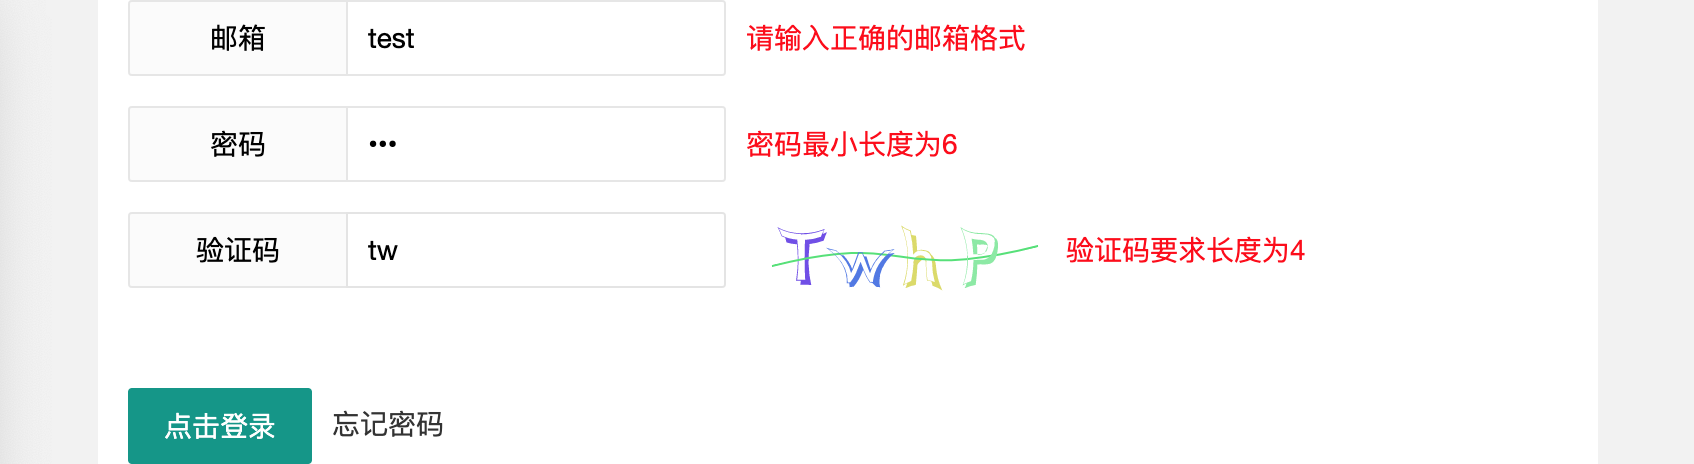 邮箱 test 请输入正确的邮箱格式
密码 ••• 密码最小长度为6
验证码 tw TwhP 验证码要求长度为4
点击登录 忘记密码